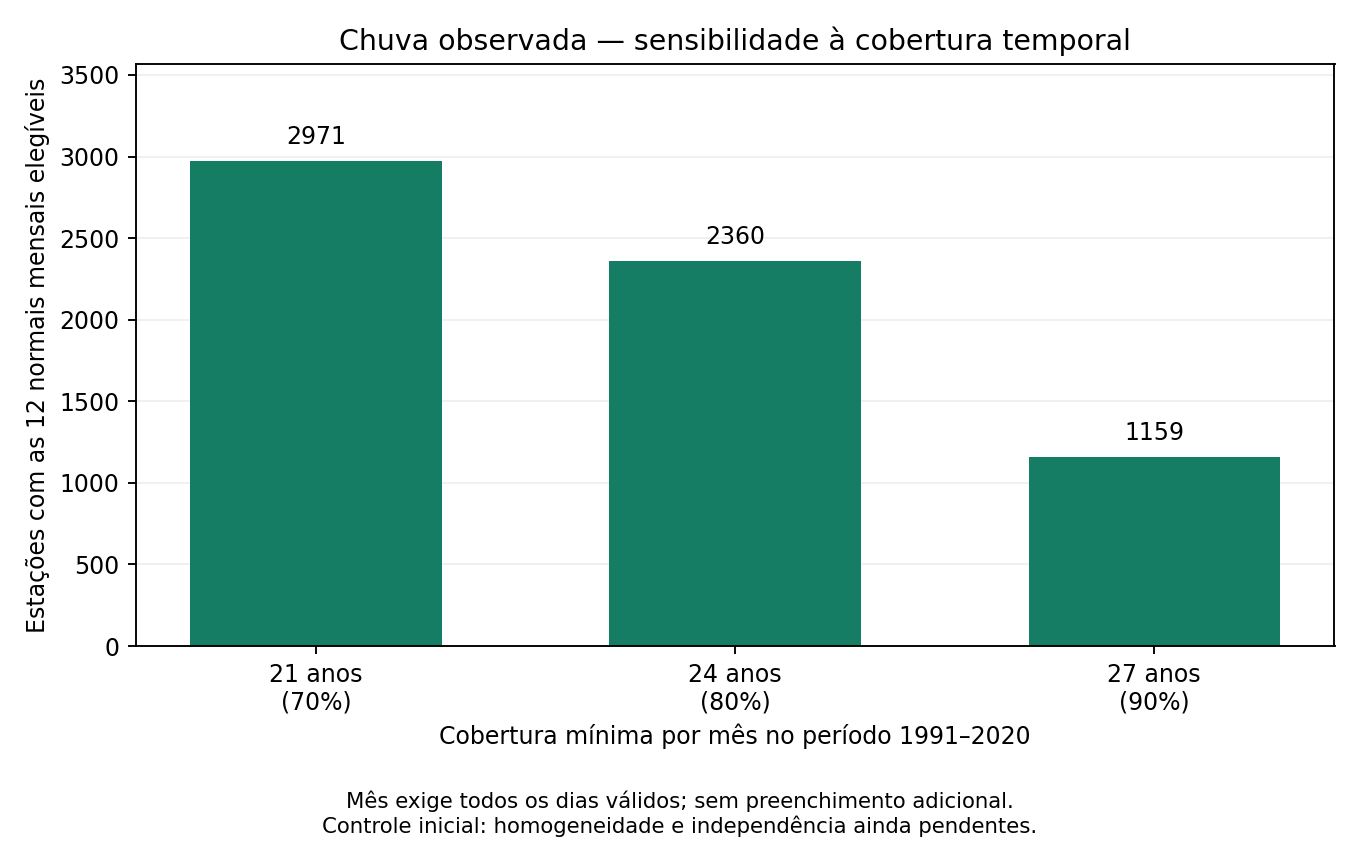 Chuva observada — sensibilidade à cobertura temporal
Estações com as 12 normais mensais elegíveis
3500
3000
2500
2000
1500
1000
500
0
2971
2360
1159
21 anos
(70%)
24 anos
(80%)
27 anos
(90%)
Cobertura mínima por mês no período 1991–2020
Mês exige todos os dias válidos; sem preenchimento adicional.
Controle inicial: homogeneidade e independência ainda pendentes.